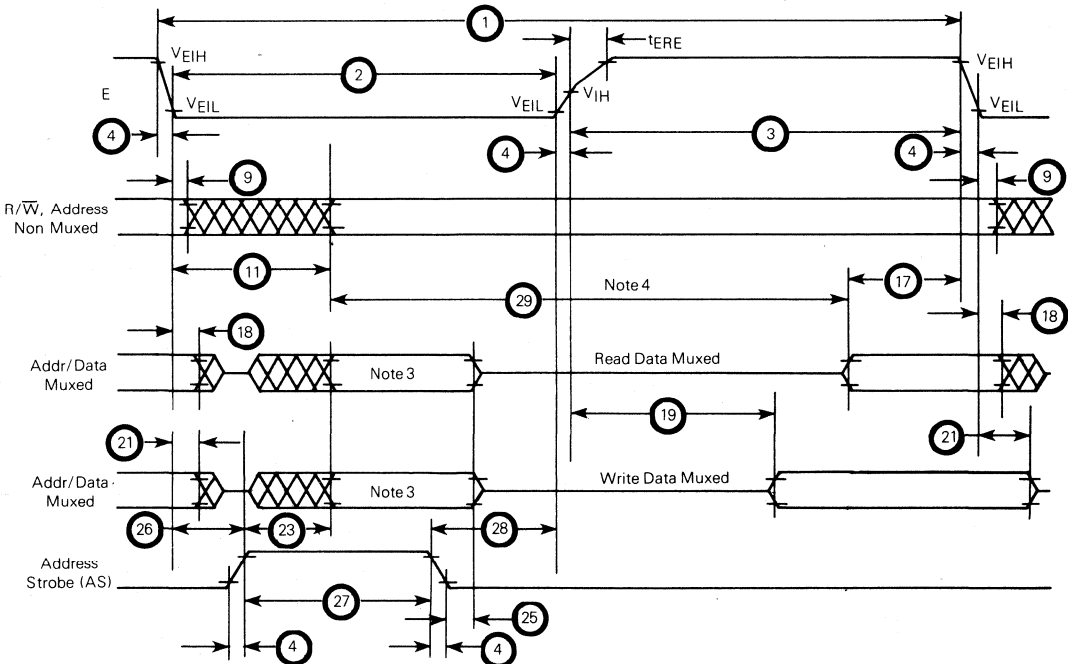 1
tERE
VEIH
VEIH
2
E
VEIL
VEIL
VIH
VEIL
4
4
3
4
9
9
R/W̅, Address
Non Muxed
11
29
Note 4
17
18
18
Addr/Data
Muxed
Note 3
Read Data Muxed
19
21
21
Addr/Data
Muxed
Note 3
Write Data Muxed
26
23
28
Address
Strobe (AS)
27
25
4
4